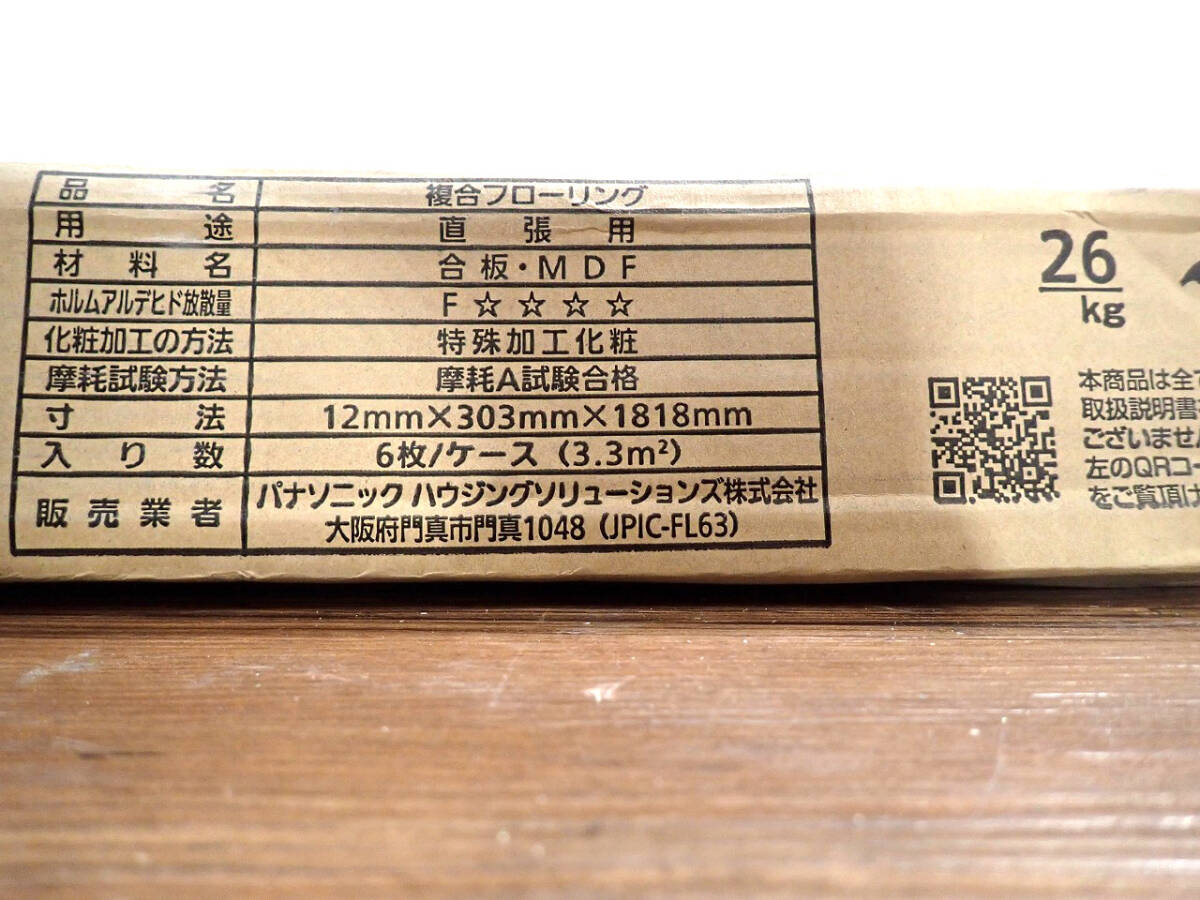 品名 複合フローリング
用途 直張用
材料名 合板・MDF
ホルムアルデヒド放散量 F☆☆☆☆
化粧加工の方法 特殊加工化粧
摩耗試験方法 摩耗A試験合格
寸法 12mm×303mm×1818mm
入り数 6枚/ケース（3.3m²）
販売業者 パナソニック ハウジングソリューションズ株式会社
大阪府門真市門真1048（JPIC-FL63）
26
kg
本商品は全て
取扱説明書
ございません
左のQRコー
をご覧頂け